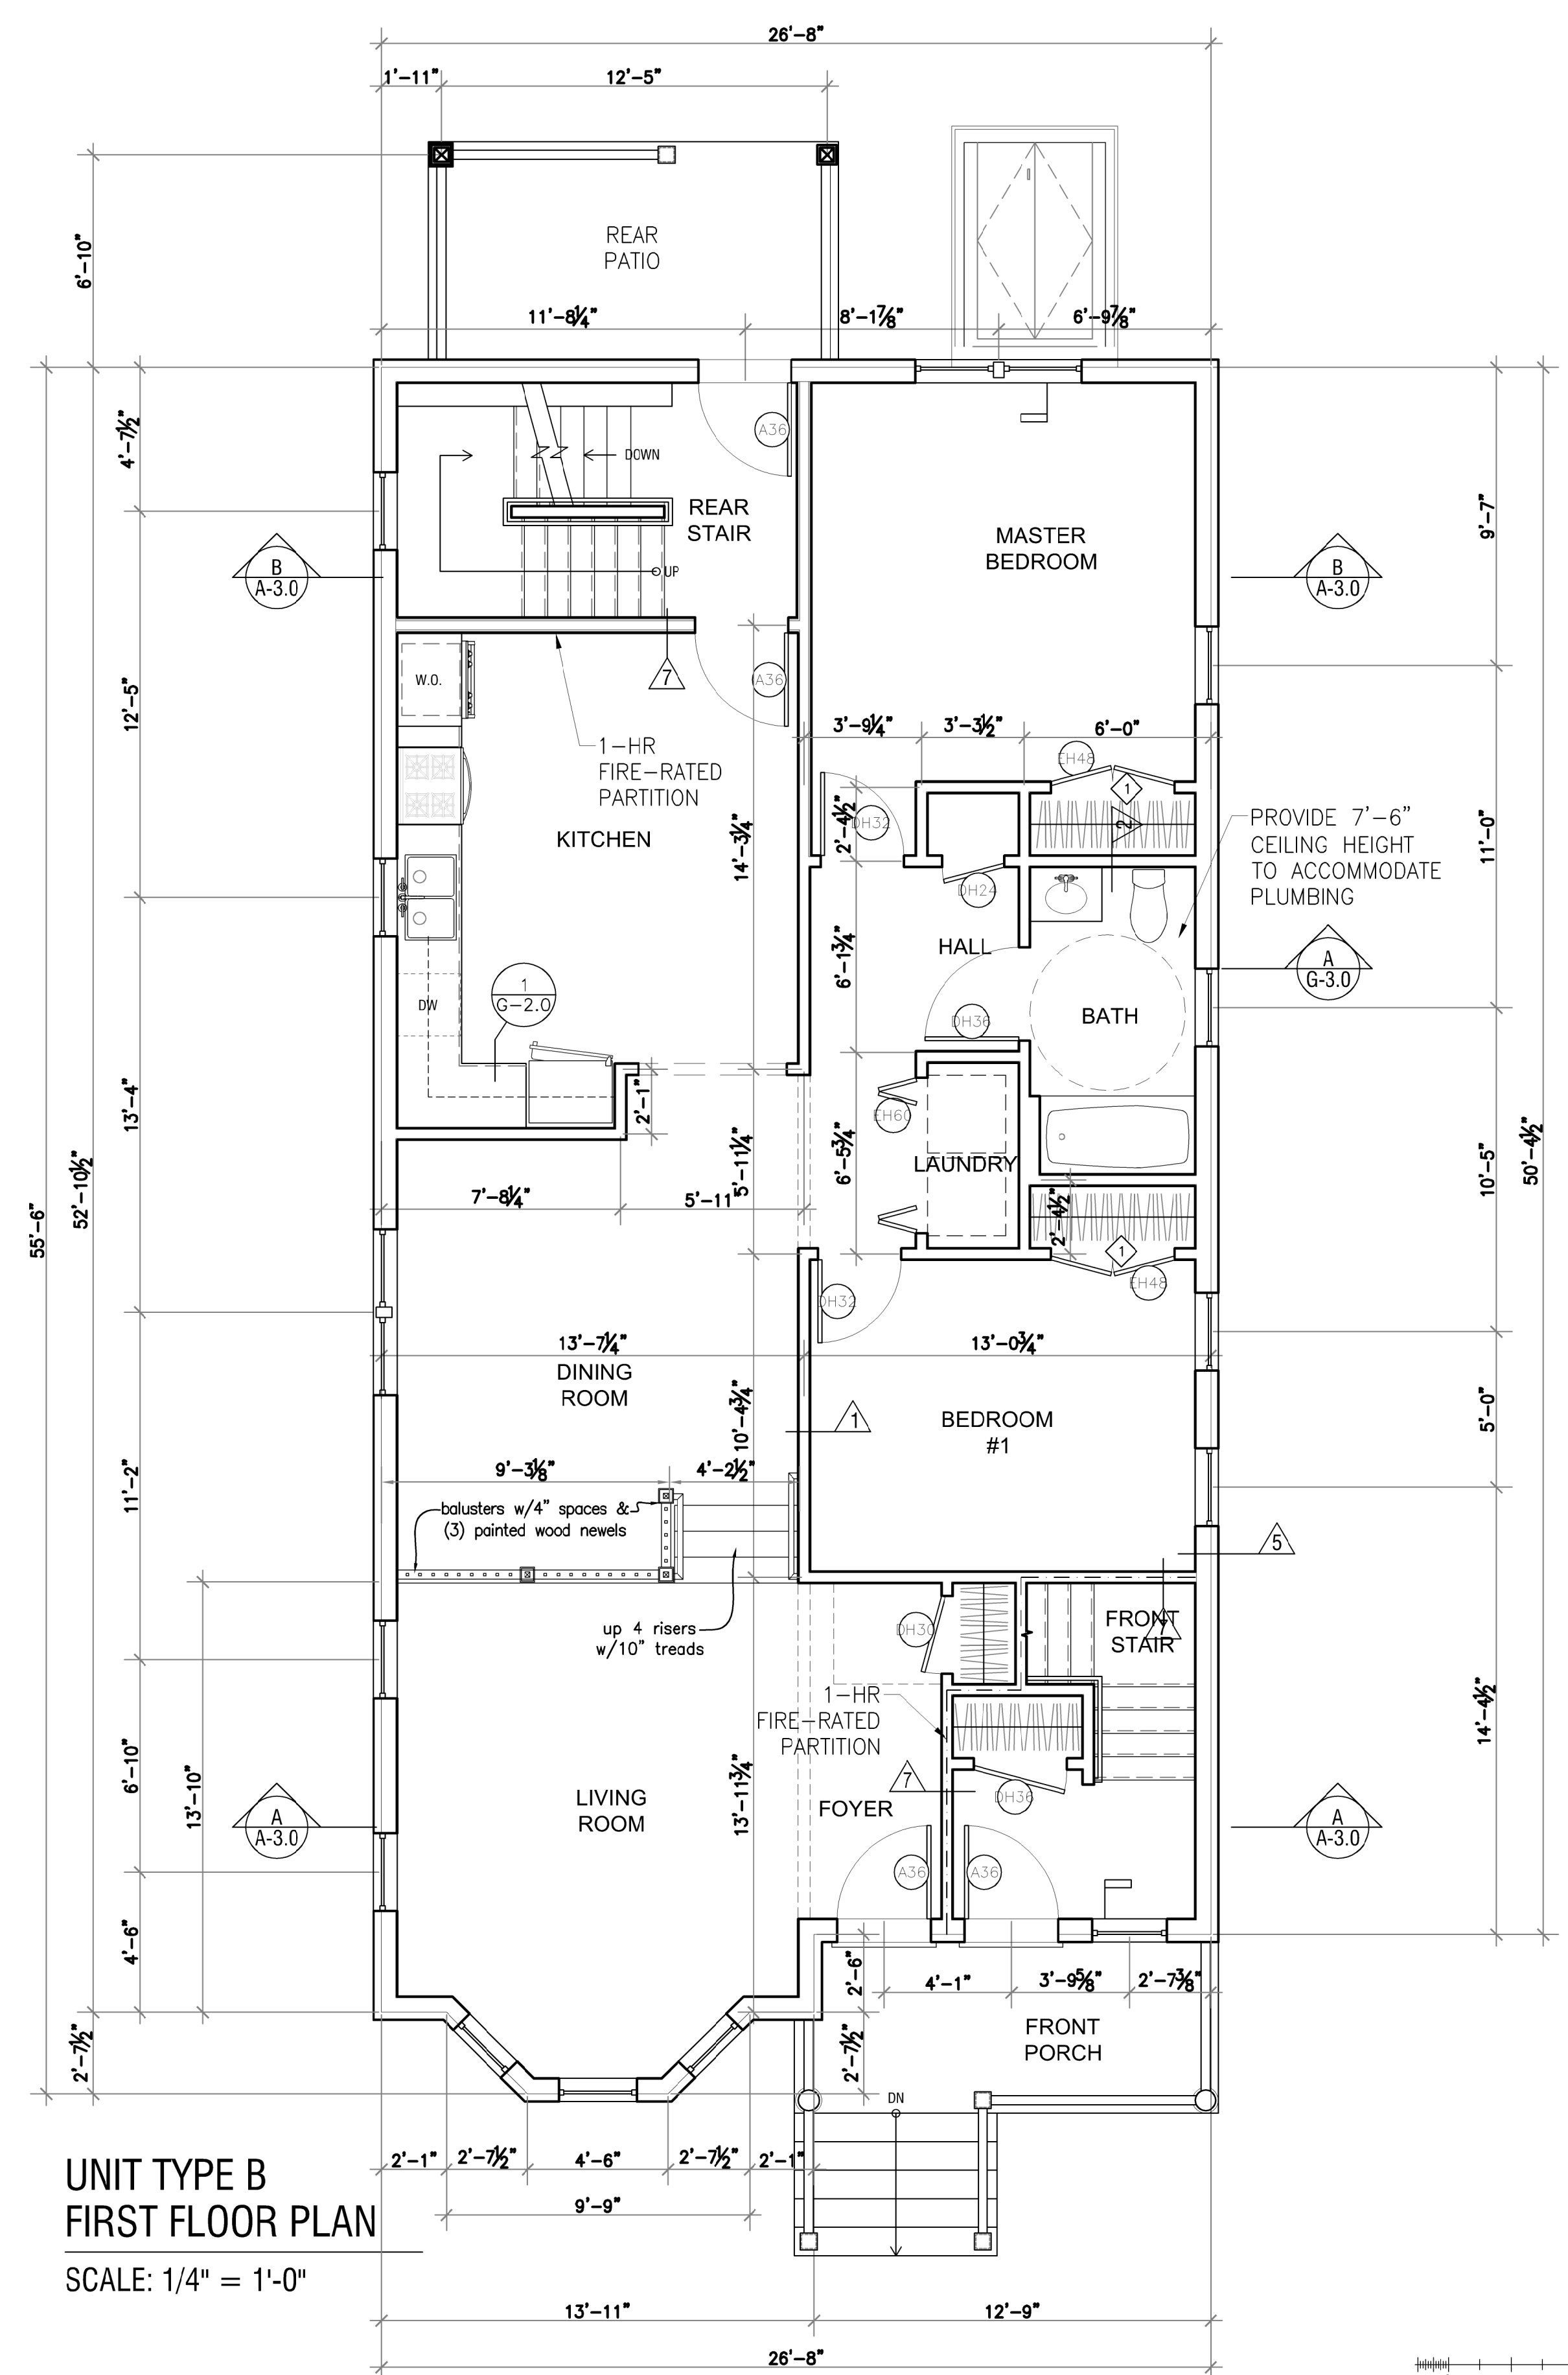 26'-8"
1'-11"
12'-5"
6'-10"
REAR
PATIO
11'-8¼"
8'-1⅞"
6'-9⅞"
4'-7½"
A36
DOWN
REAR
STAIR
UP
MASTER
BEDROOM
9'-7"
B
A-3.0
B
A-3.0
W.O.
7
A36
12'-5"
1-HR
FIRE-RATED
PARTITION
KITCHEN
14'-3¼"
3'-9¼"
3'-3½"
6'-0"
EH48
1
2
2'-4½"
DH32
DH24
PROVIDE 7'-6"
CEILING HEIGHT
TO ACCOMMODATE
PLUMBING
11'-0"
HALL
6'-1¾"
A
G-3.0
1
G-2.0
DW
DH36
BATH
13'-4"
2'-1"
EH60
52'-10½"
55'-6"
5'-11¼"
6'-5¾"
LAUNDRY
10'-5"
50'-4½"
7'-8¼"
5'-11"
2'-4½"
1
EH48
DH32
13'-7¼"
13'-0¾"
DINING
ROOM
10'-4¾"
1
BEDROOM
#1
5'-0"
11'-2"
9'-3⅛"
4'-2½"
balusters w/4" spaces &
(3) painted wood newels
5
up 4 risers
w/10" treads
DH30
FRONT
STAIR
7
1-HR
FIRE-RATED
PARTITION
14'-4½"
6'-10"
13'-10"
13'-11¾"
7
DH36
LIVING
ROOM
FOYER
A
A-3.0
A
A-3.0
A36
A36
4'-6"
2'-6"
4'-1"
3'-9⅝"
2'-7⅜"
2'-7½"
2'-7½"
FRONT
PORCH
DN
2'-1"
2'-7½"
4'-6"
2'-7½"
2'-1"
9'-9"
UNIT TYPE B
FIRST FLOOR PLAN
SCALE: 1/4" = 1'-0"
13'-11"
12'-9"
26'-8"